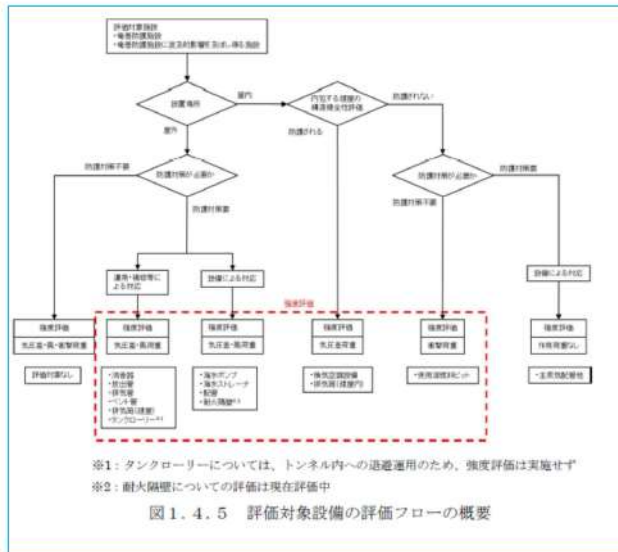 評価対象施設
・竜巻防護施設
・竜巻防護施設に波及的影響を及ぼし得る施設
設置場所
屋内
内包する建屋の
構造健全性評価
防護されない
屋外
防護される
防護対策不要
防護対策が必要か
防護対策要
防護対策が必要か
防護対策要
防護対策不要
運用・補修等に
よる対応
設備による対応
設備による対応
強度評価
強度評価
気圧差・風・衝撃荷重
強度評価
気圧差・風荷重
強度評価
気圧差・風荷重
強度評価
気圧差荷重
強度評価
衝撃荷重
強度評価
作用荷重なし
評価対象なし
・消音器
・放出管
・排気管
・ベント管
・排気筒(建屋)
・タンクローリー※1
・海水ポンプ
・海水ストレーナ
・配管
・耐火隔壁※2
・換気空調設備
・排気筒(建屋内)
・使用済燃料ピット
・主蒸気配管他
※1：タンクローリーについては、トンネル内への退避運用のため、強度評価は実施せず
※2：耐火隔壁についての評価は現在評価中
図1.4.5 評価対象設備の評価フローの概要